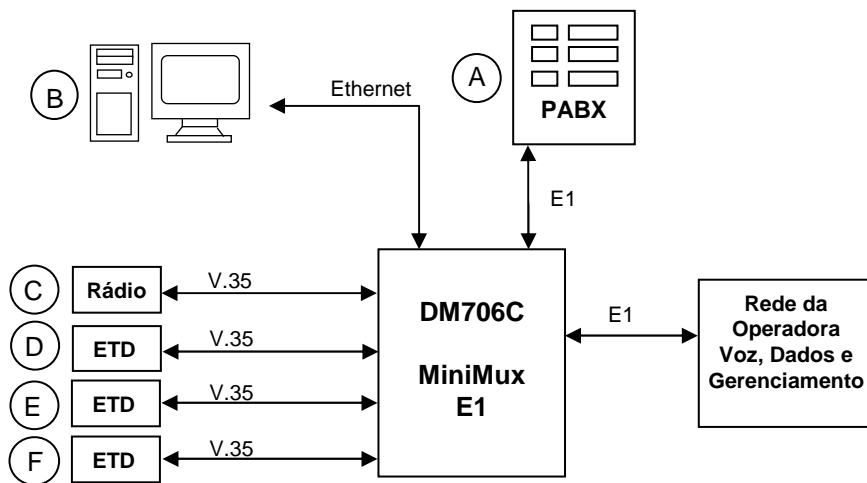 Ethernet
A
B
PABX
E1
C
Rádio
V.35
D
ETD
V.35
E
ETD
V.35
F
ETD
V.35
DM706C
MiniMux
E1
E1
Rede da
Operadora
Voz, Dados e
Gerenciamento